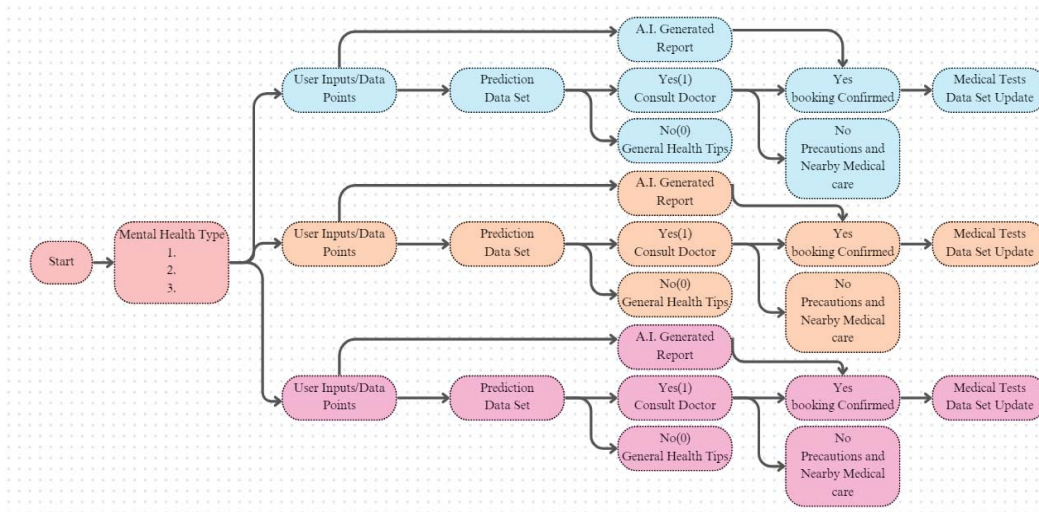 Start
Mental Health Type
1.
2.
3.
A.I. Generated
Report
User Inputs/Data
Points
Prediction
Data Set
Yes(1)
Consult Doctor
Yes
booking Confirmed
Medical Tests
Data Set Update
No(0)
General Health Tips
No
Precautions and
Nearby Medical
care
A.I. Generated
Report
User Inputs/Data
Points
Prediction
Data Set
Yes(1)
Consult Doctor
Yes
booking Confirmed
Medical Tests
Data Set Update
No(0)
General Health Tips
No
Precautions and
Nearby Medical
care
A.I. Generated
Report
User Inputs/Data
Points
Prediction
Data Set
Yes(1)
Consult Doctor
Yes
booking Confirmed
Medical Tests
Data Set Update
No(0)
General Health Tips
No
Precautions and
Nearby Medical
care